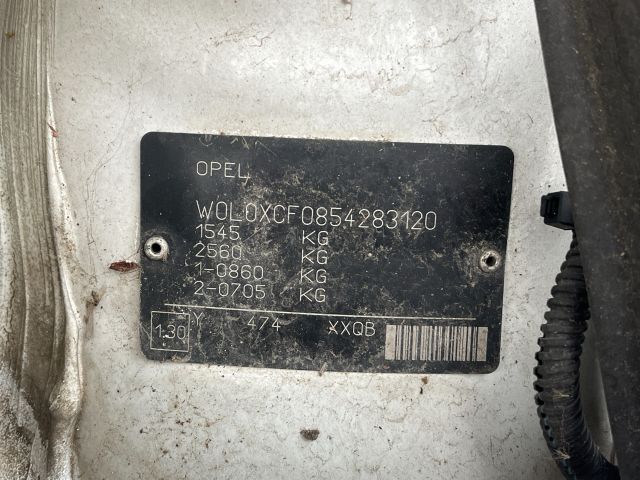 OPEL
W0L0XCF0854283120
1545 KG
2560 KG
1-0860 KG
2-0705 KG
1.30 Y 474 XXQB